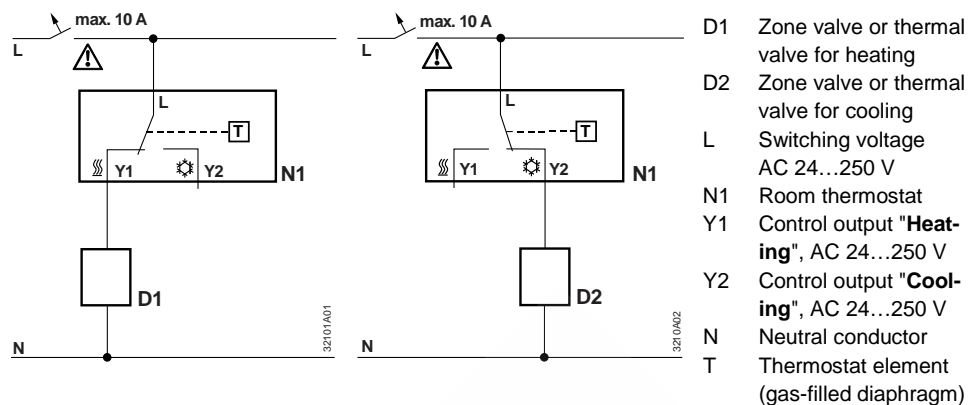 max. 10 A
L
L
T
Y1
Y2
N1
D1
N
32101A01
max. 10 A
L
L
T
Y1
Y2
N1
D2
N
3210A02
D1 Zone valve or thermal
valve for heating
D2 Zone valve or thermal
valve for cooling
L Switching voltage
AC 24…250 V
N1 Room thermostat
Y1 Control output "Heat-
ing", AC 24…250 V
Y2 Control output "Cool-
ing", AC 24…250 V
N Neutral conductor
T Thermostat element
(gas-filled diaphragm)